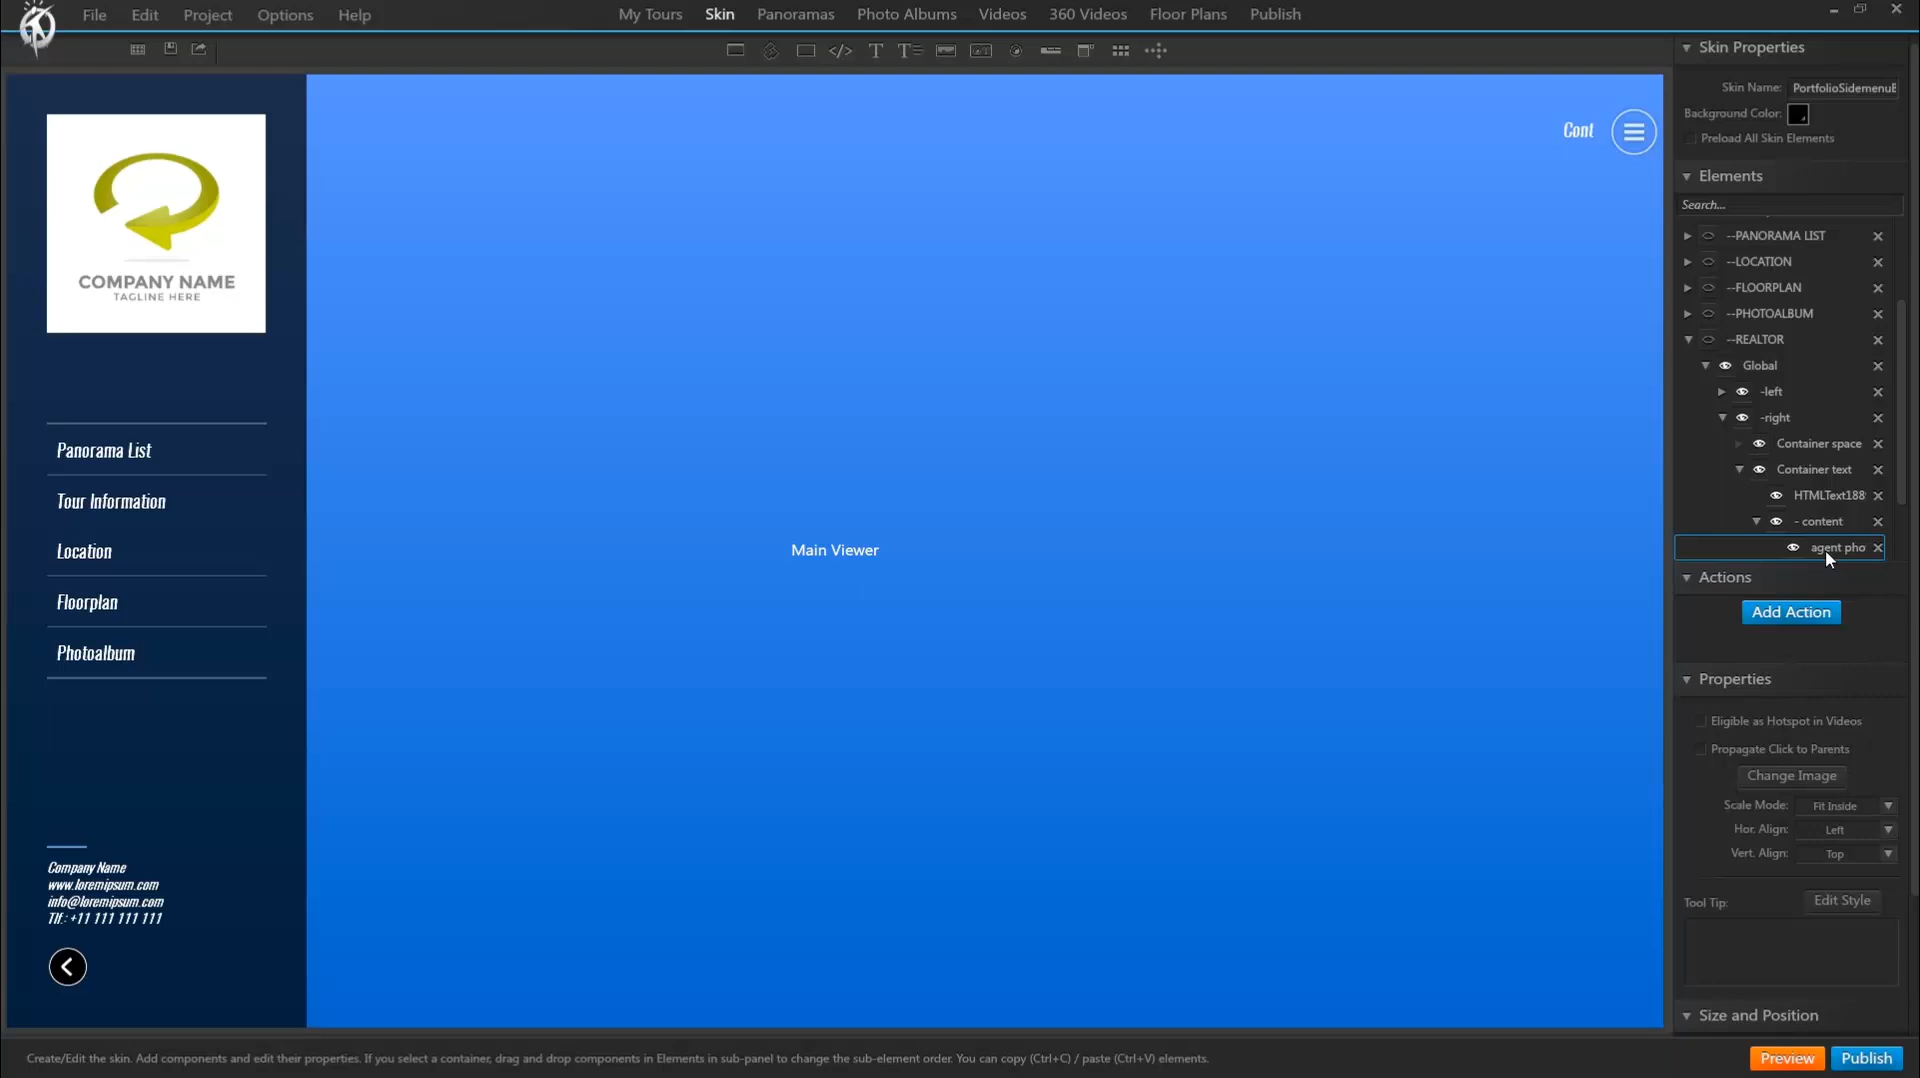 File Edit Project Options Help My Tours Skin Panoramas Photo Albums Videos 360 Videos Floor Plans Publish
Skin Properties
Skin Name: PortfolioSidemenuB
Background Color:
Preload All Skin Elements
Elements
Search...
--PANORAMA LIST
--LOCATION
--FLOORPLAN
--PHOTOALBUM
--REALTOR
Global
-left
-right
Container space
Container text
HTMLText188
- content
agent pho
Actions
Add Action
Properties
Eligible as Hotspot in Videos
Propagate Click to Parents
Change Image
Scale Mode: Fit Inside
Hor. Align: Left
Vert. Align: Top
Tool Tip: Edit Style
Size and Position
COMPANY NAME
TAGLINE HERE
Panorama List
Tour Information
Location
Floorplan
Photoalbum
Company Name
www.loremipsum.com
info@loremipsum.com
Tlf.: +11 111 111 111
Cont
Main Viewer
Create/Edit the skin. Add components and edit their properties. If you select a container, drag and drop components in Elements in sub-panel to change the sub-element order. You can copy (Ctrl+C) / paste (Ctrl+V) elements.
Preview Publish